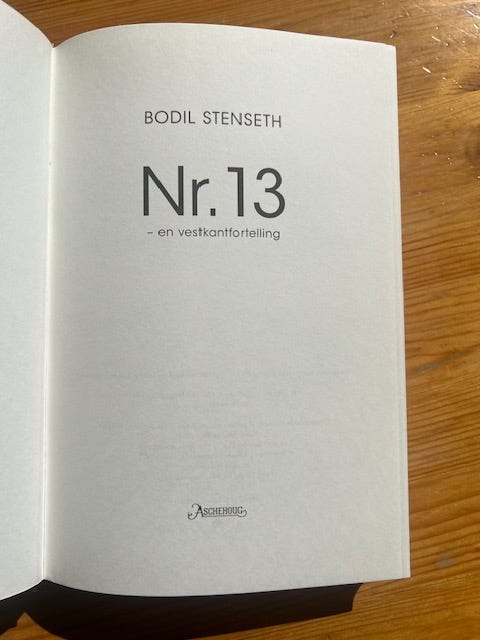 BODIL STENSETH
Nr. 13
– en vestkantfortelling
ASCHEHOUG